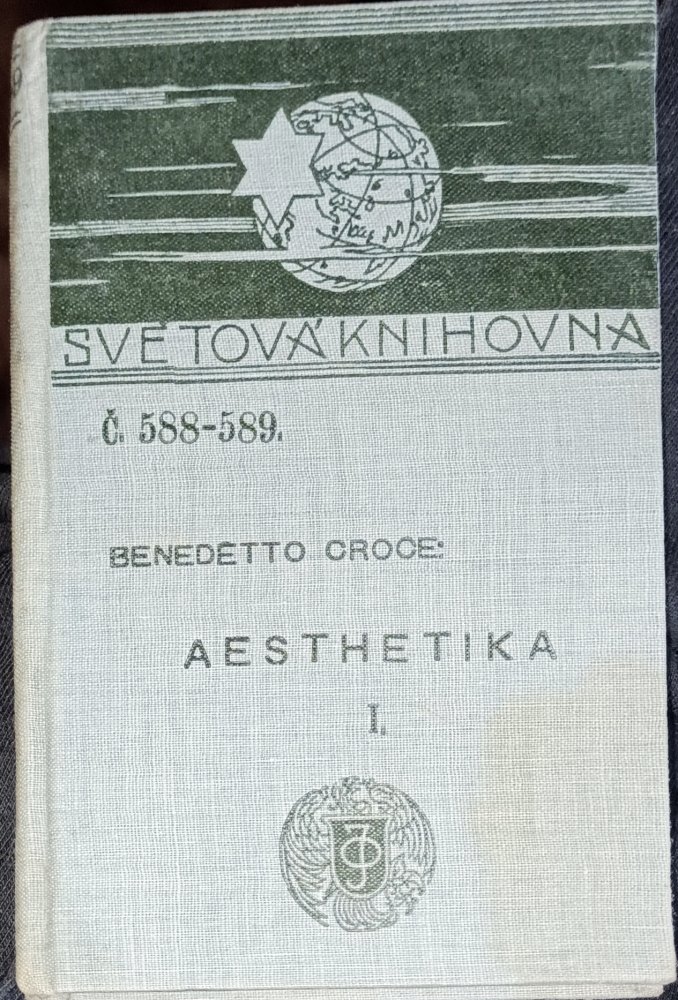 SVĚTOVÁ KNIHOVNA
Č. 588-589.
BENEDETTO CROCE:
AESTHETIKA
I.